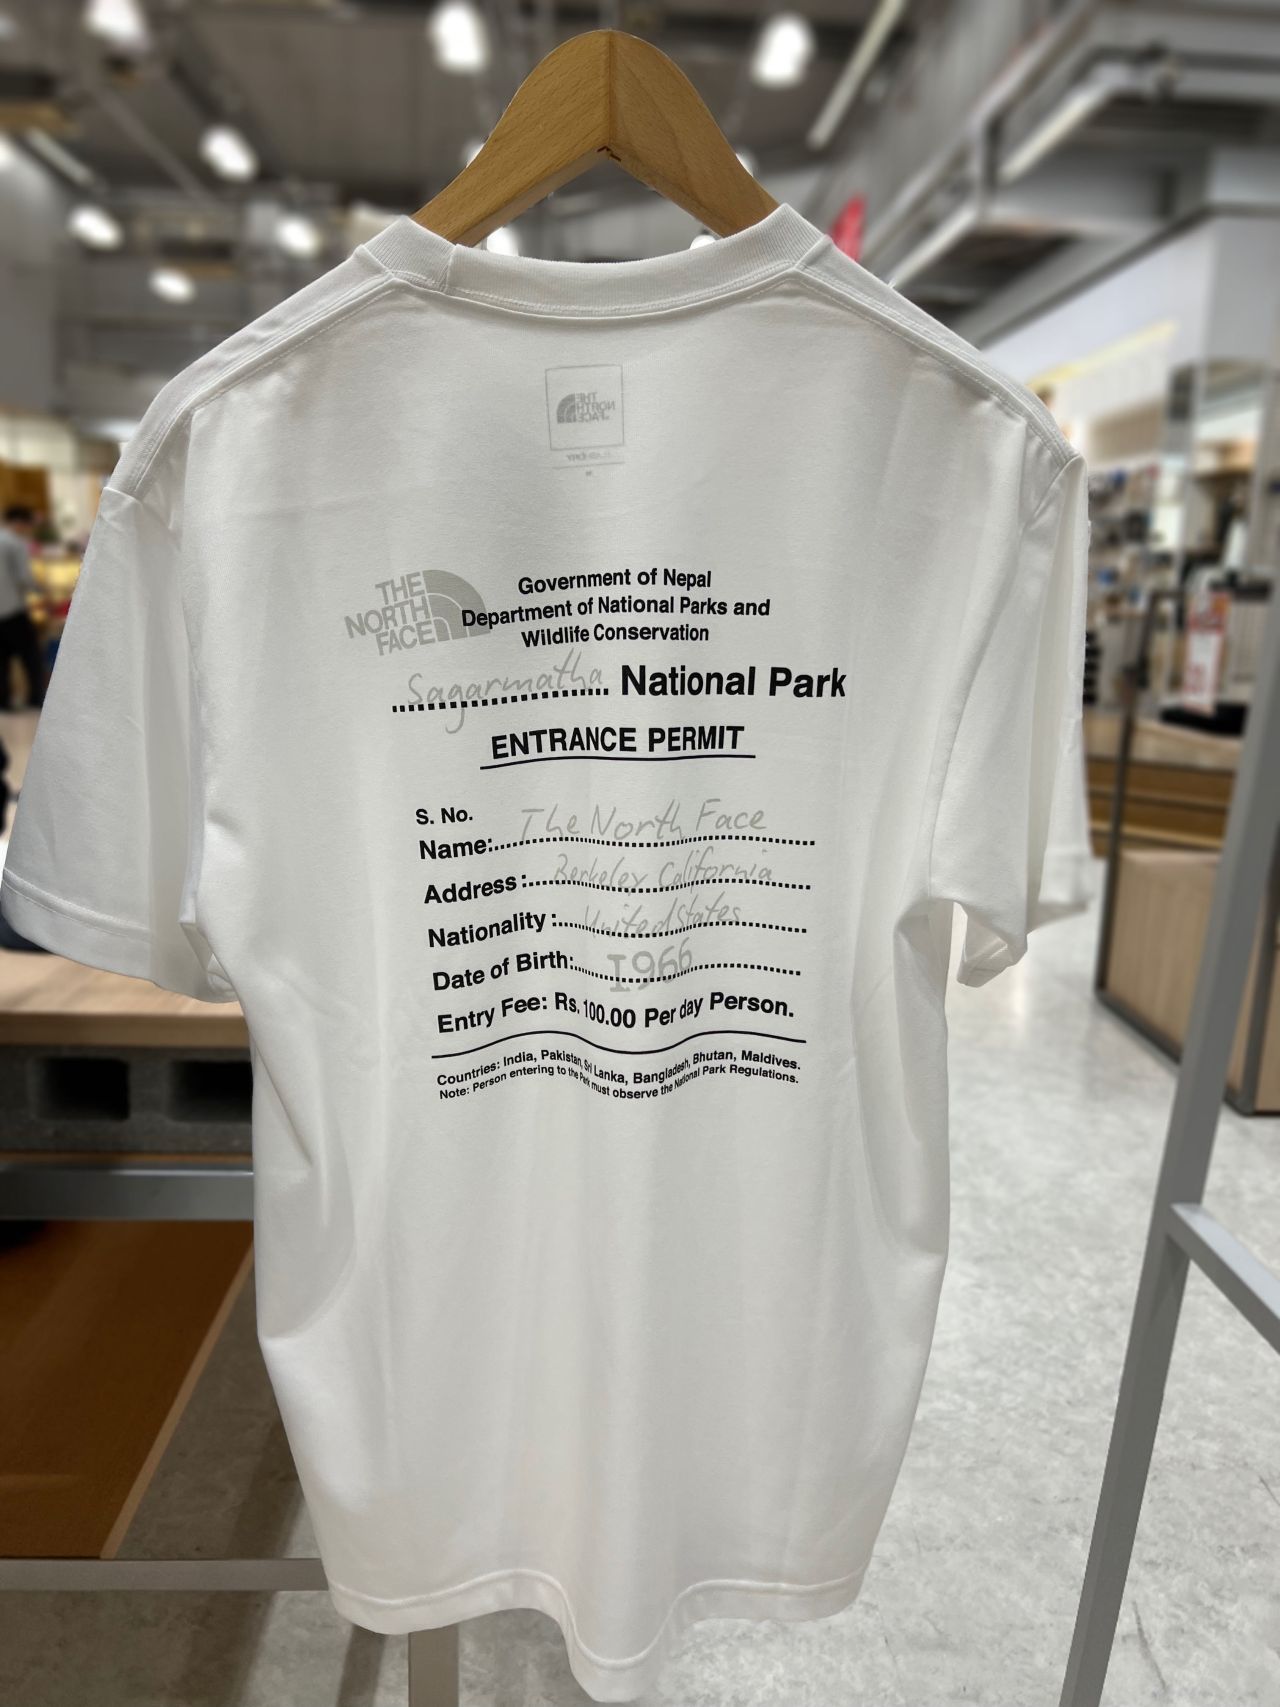 THE
NORTH
FACE
THE
NORTH
FACE
Government of Nepal
Department of National Parks and
Wildlife Conservation
Sagarmatha National Park
ENTRANCE PERMIT
S. No.
Name: The North Face
Address: Berkeley California
Nationality: United States
Date of Birth: 1966
Entry Fee: Rs. 100.00 Per day Person.
Countries: India, Pakistan, Sri Lanka, Bangladesh, Bhutan, Maldives.
Note: Person entering to the Park must observe the National Park Regulations.